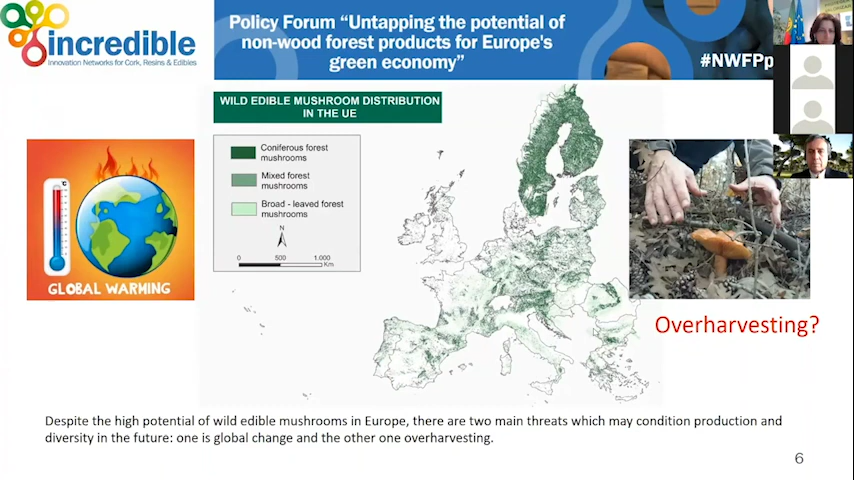 incredible
Innovation Networks for Cork, Resins & Edibles
Policy Forum “Untapping the potential of
non-wood forest products for Europe's
green economy”
#NWFPp
WILD EDIBLE MUSHROOM DISTRIBUTION
IN THE UE
Coniferous forest
mushrooms
Mixed forest
mushrooms
Broad - leaved forest
mushrooms
N
0 500 1.000
Km
°C
GLOBAL WARMING
Overharvesting?
Despite the high potential of wild edible mushrooms in Europe, there are two main threats which may condition production and
diversity in the future: one is global change and the other one overharvesting.
6